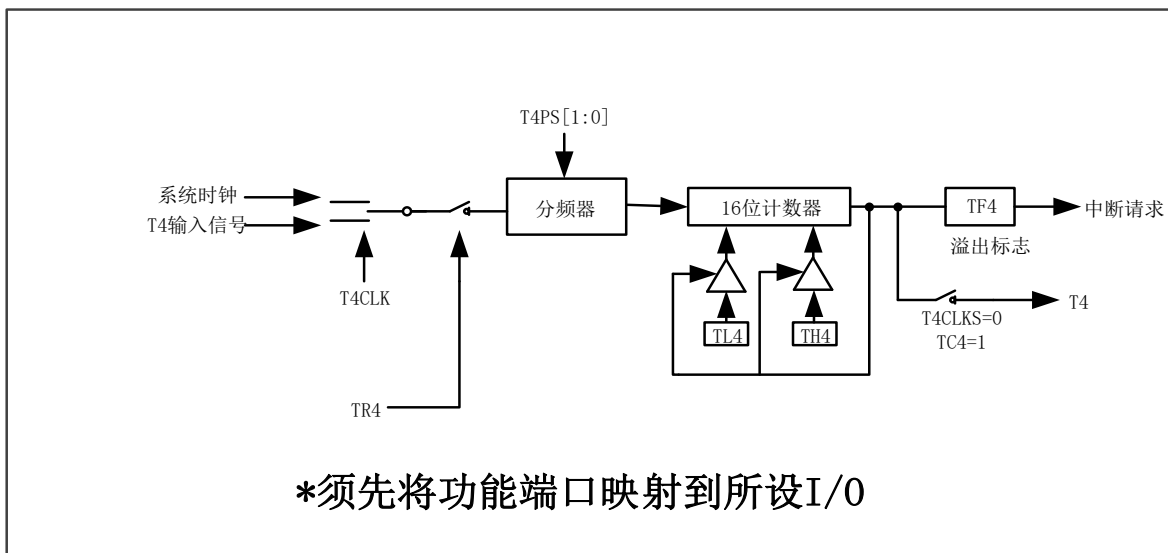 T4PS[1:0]
系统时钟
T4输入信号
分频器
16位计数器
TF4
中断请求
溢出标志
T4CLK
TL4
TH4
T4
T4CLKS=0
TC4=1
TR4
*须先将功能端口映射到所设I/O